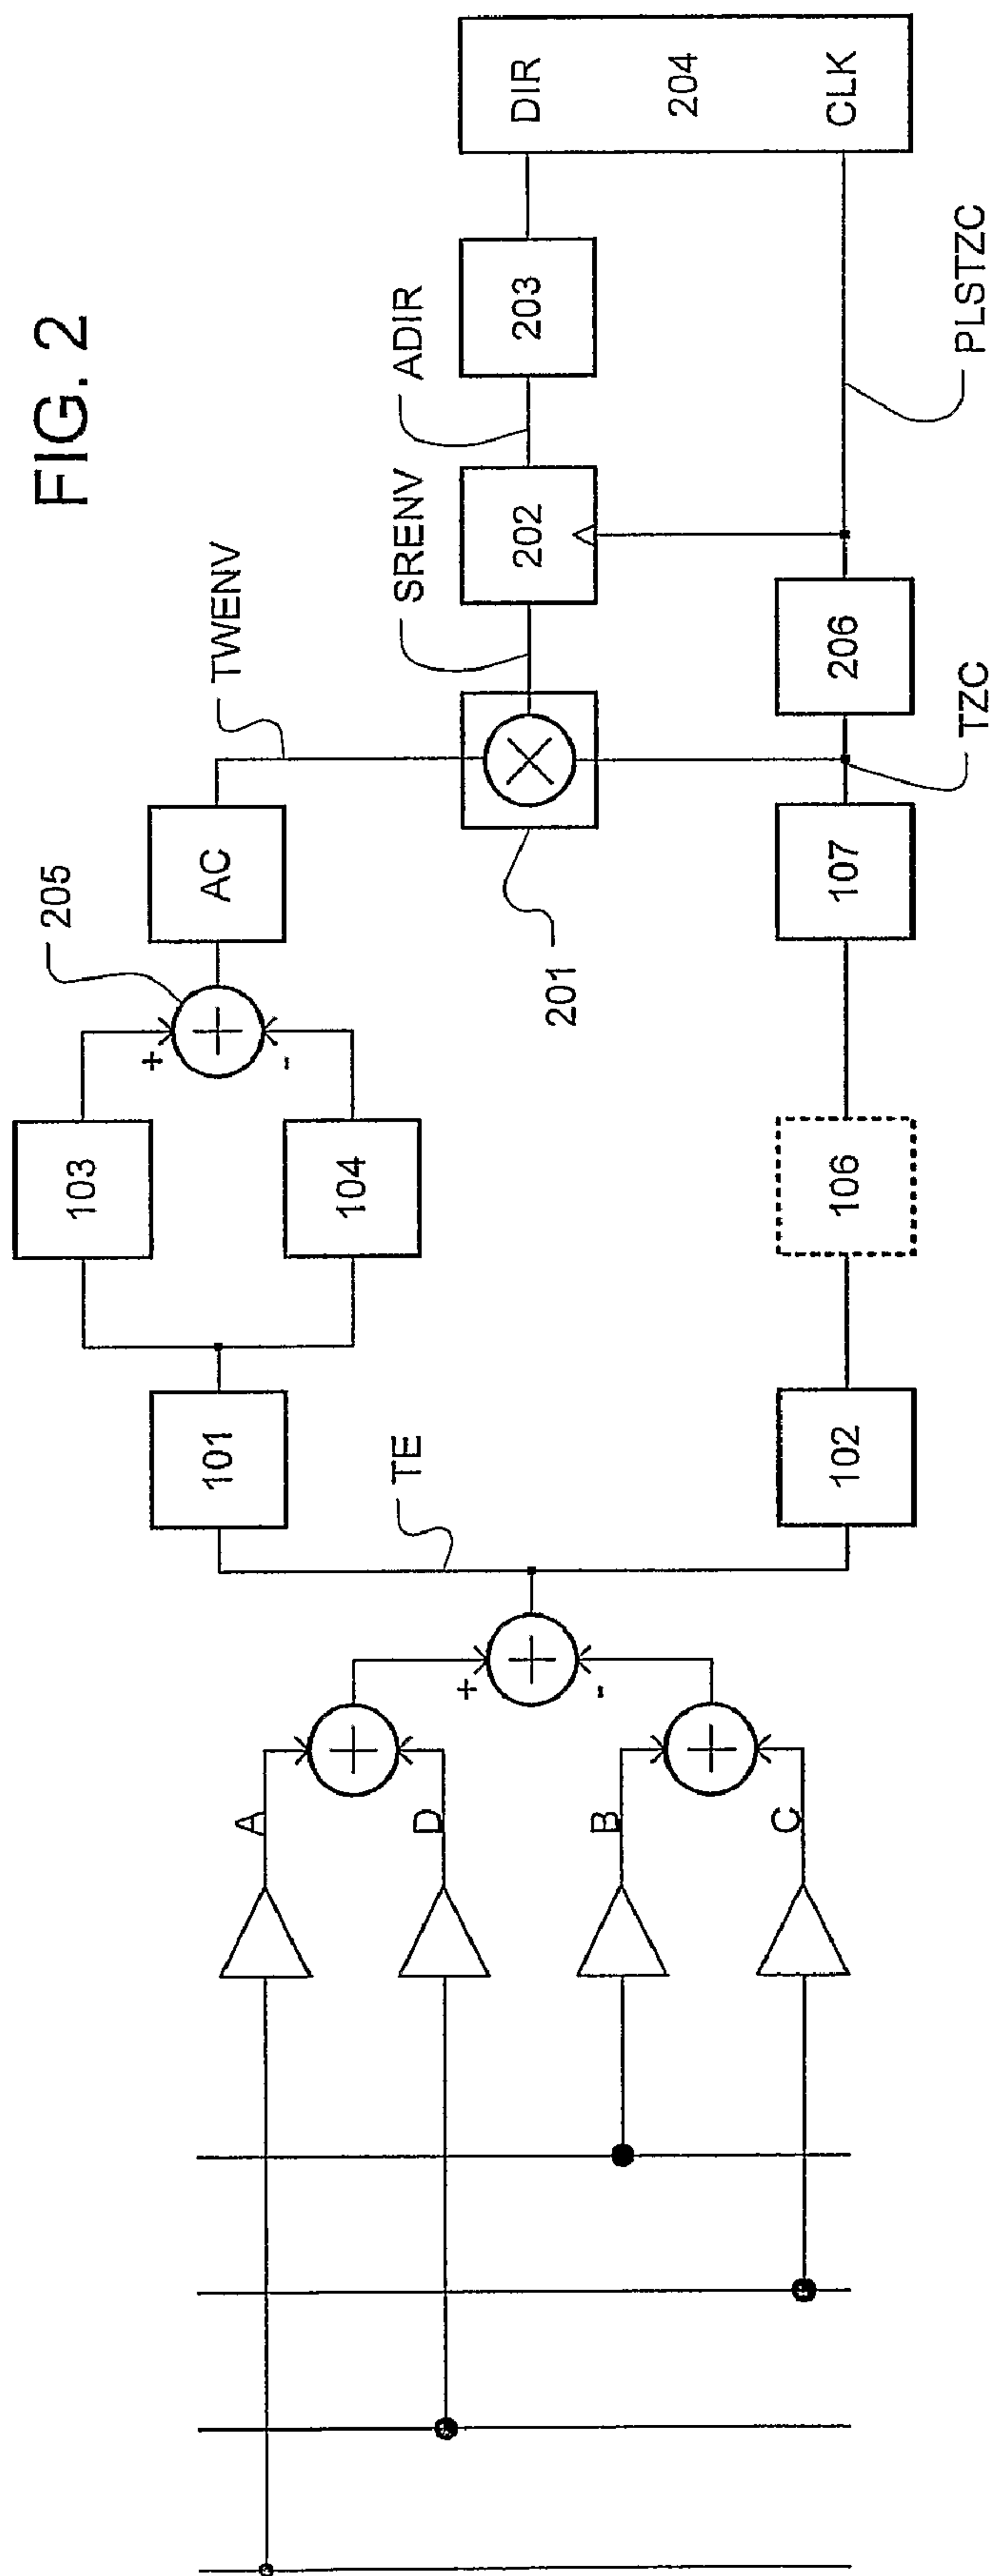 FIG. 2
A
D
B
C
TE
101
102
103
104
106
205
AC
107
TWENV
201
TZC
206
SRENV
202
ADIR
203
PLSTZC
DIR
204
CLK
+
-
+
-